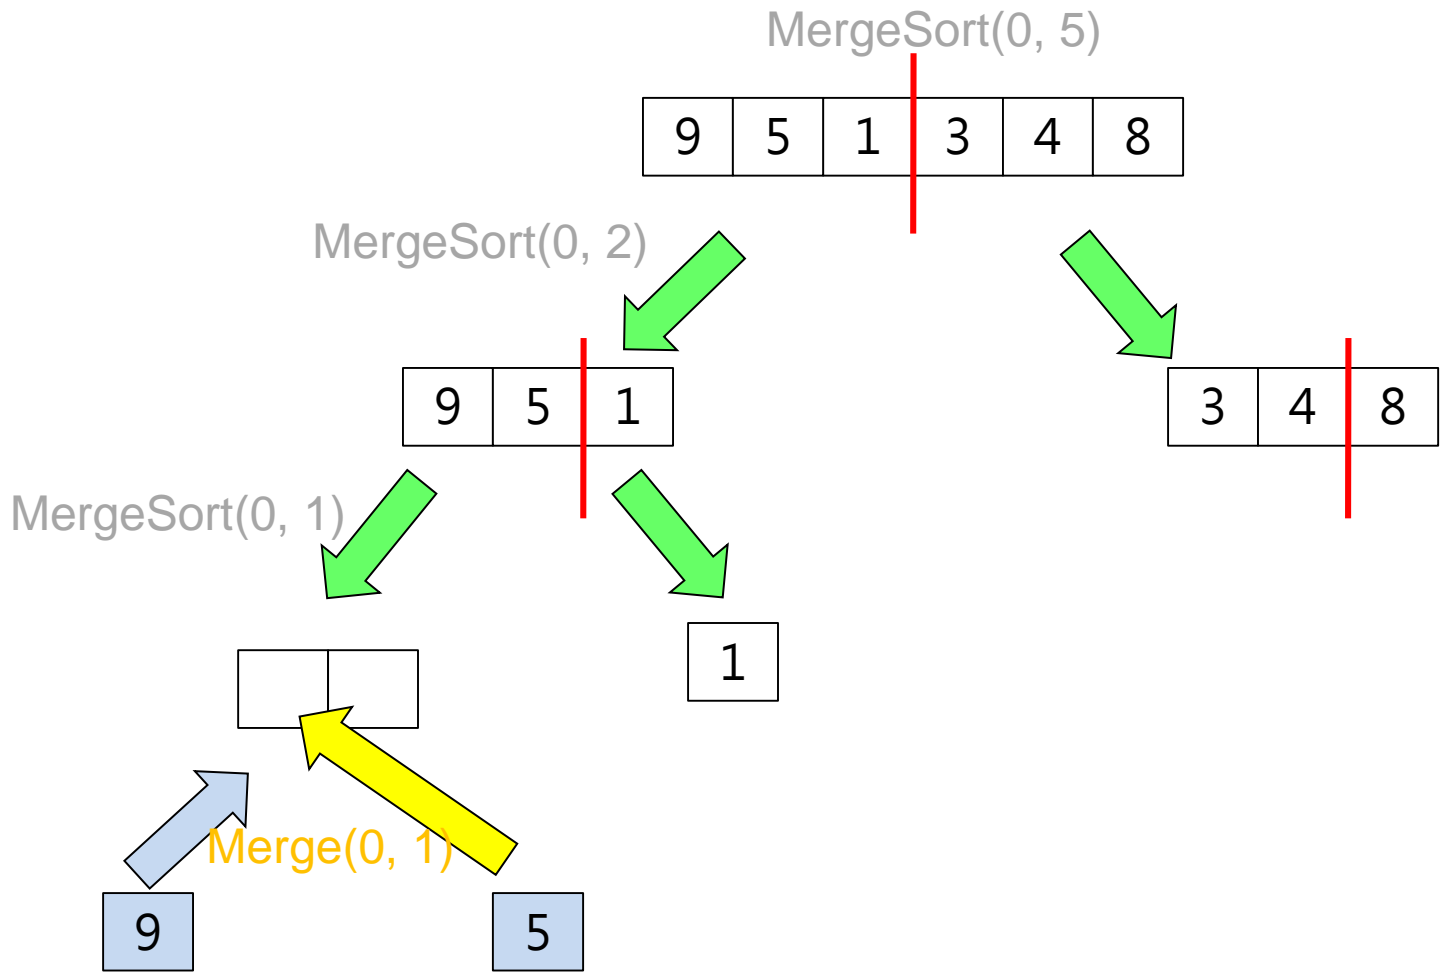 MergeSort(0, 5)
9 5 1 3 4 8
MergeSort(0, 2)
9 5 1
3 4 8
MergeSort(0, 1)
1
Merge(0, 1)
9
5